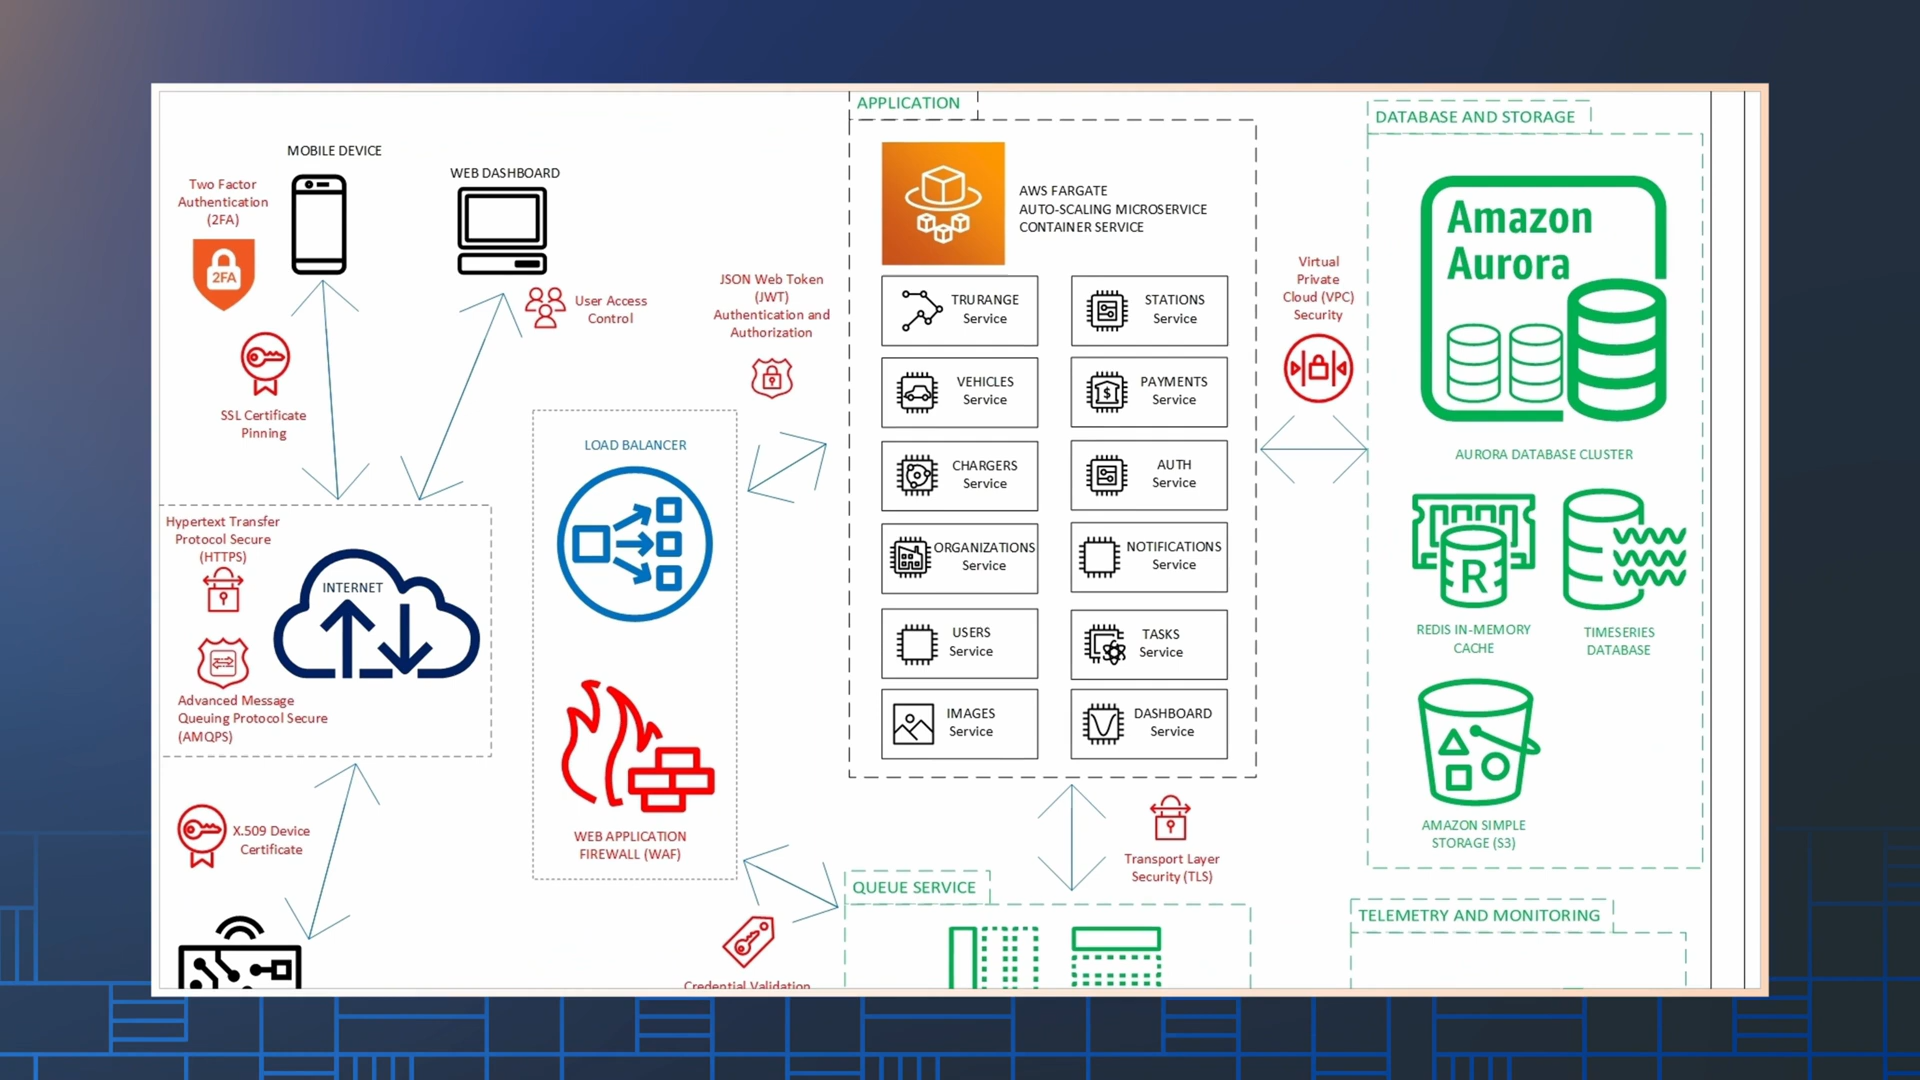 APPLICATION
DATABASE AND STORAGE
MOBILE DEVICE
WEB DASHBOARD
Two Factor
Authentication
(2FA)
2FA
SSL Certificate
Pinning
User Access
Control
JSON Web Token
(JWT)
Authentication and
Authorization
AWS FARGATE
AUTO-SCALING MICROSERVICE
CONTAINER SERVICE
TRURANGE
Service
STATIONS
Service
VEHICLES
Service
PAYMENTS
Service
CHARGERS
Service
AUTH
Service
ORGANIZATIONS
Service
NOTIFICATIONS
Service
USERS
Service
TASKS
Service
IMAGES
Service
DASHBOARD
Service
Virtual
Private
Cloud (VPC)
Security
Amazon
Aurora
AURORA DATABASE CLUSTER
R
REDIS IN-MEMORY
CACHE
TIMESERIES
DATABASE
AMAZON SIMPLE
STORAGE (S3)
LOAD BALANCER
WEB APPLICATION
FIREWALL (WAF)
Hypertext Transfer
Protocol Secure
(HTTPS)
INTERNET
Advanced Message
Queuing Protocol Secure
(AMQPS)
X.509 Device
Certificate
Transport Layer
Security (TLS)
QUEUE SERVICE
TELEMETRY AND MONITORING
Credential Validation